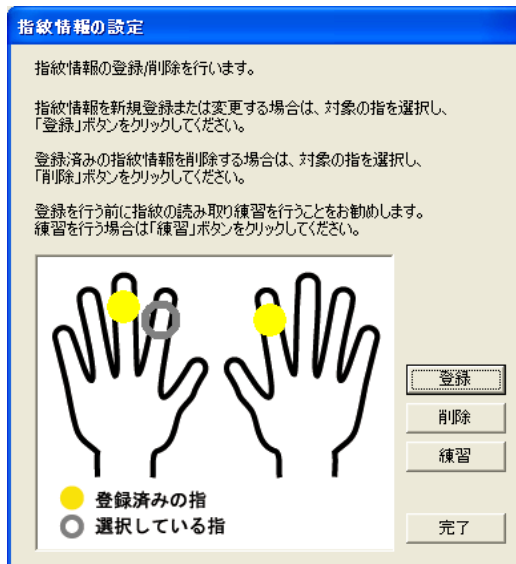 指紋情報の設定
指紋情報の登録/削除を行います。
指紋情報を新規登録または変更する場合は、対象の指を選択し、
「登録」ボタンをクリックしてください。
登録済みの指紋情報を削除する場合は、対象の指を選択し、
「削除」ボタンをクリックしてください。
登録を行う前に指紋の読み取り練習を行うことをお勧めします。
練習を行う場合は「練習」ボタンをクリックしてください。
登録
削除
練習
登録済みの指
選択している指
完了